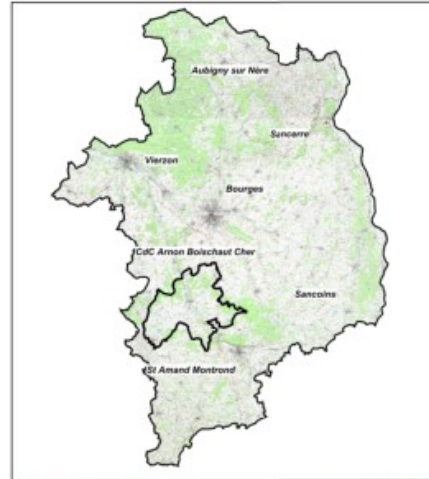 Aubigny sur Nère
Sancerre
Vierzon
Bourges
CdC Arnon Boischaut Cher
Sancoins
St Amand Montrond